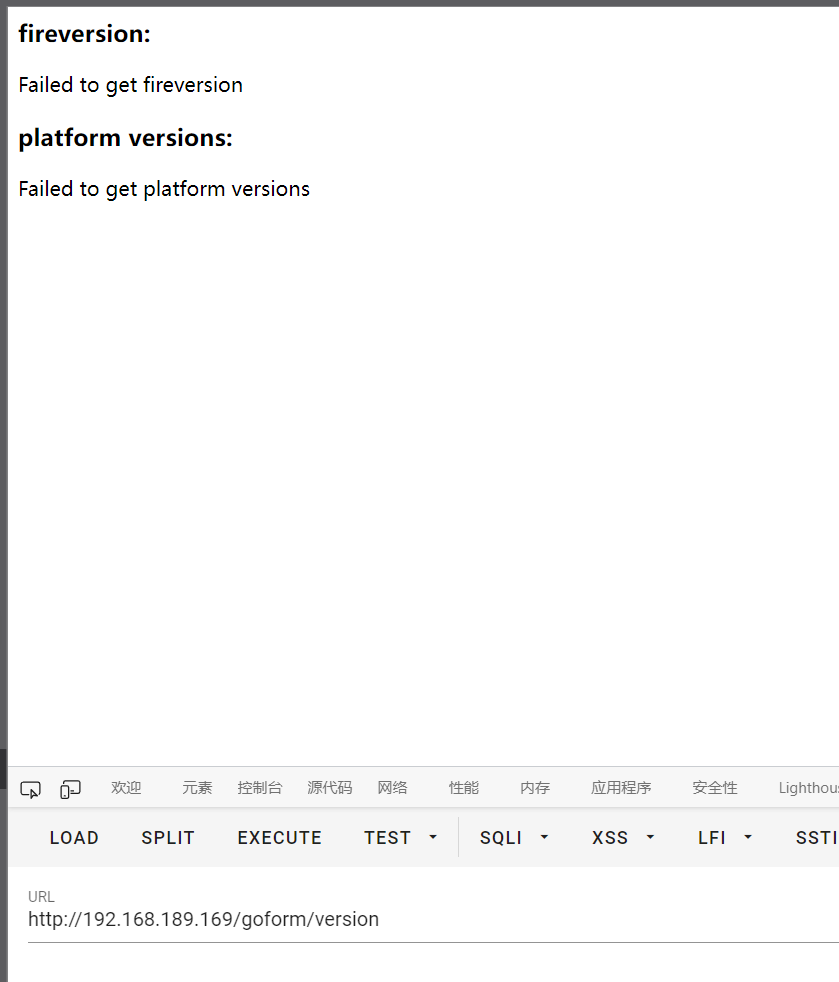 fireversion:
Failed to get fireversion
platform versions:
Failed to get platform versions
欢迎 元素 控制台 源代码 网络 性能 内存 应用程序 安全性 Lighthou
LOAD SPLIT EXECUTE TEST SQLI XSS LFI SSTI
URL
http://192.168.189.169/goform/version